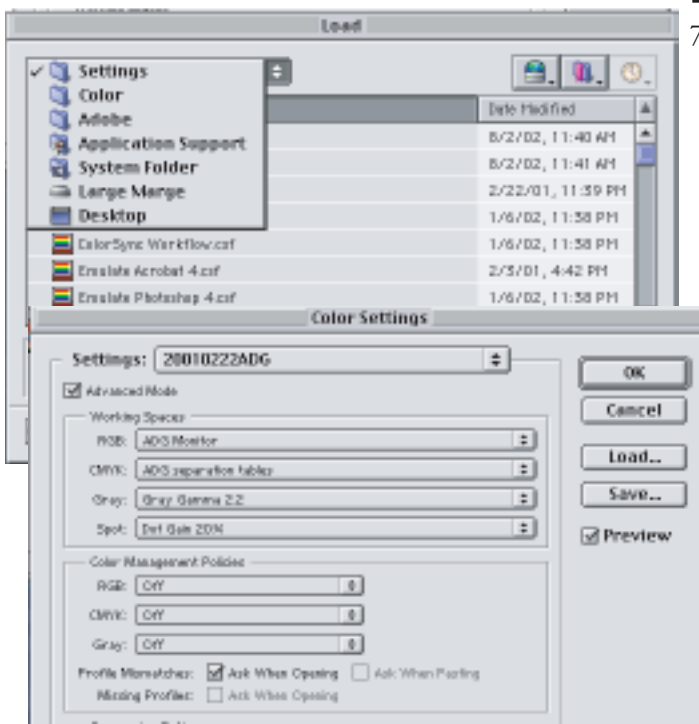 Load
7
Settings
Color
Adobe
Application Support
System Folder
Large Marge
Desktop
Date Modified
8/2/02, 11:40 AM
8/2/02, 11:41 AM
2/22/01, 11:39 PM
1/6/02, 11:38 PM
ColorSync Workflow.csf 1/6/02, 11:38 PM
Emulate Acrobat 4.csf 2/3/01, 4:42 PM
Emulate Photoshop 4.csf 1/6/02, 11:38 PM
Color Settings
Settings: 20010222ADG
OK
Advanced Mode
Cancel
Working Spaces
RGB: ADG Monitor
Load...
CMYK: ADG separation tables
Gray: Gray Gamma 2.2
Save...
Spot: Dot Gain 20%
Preview
Color Management Policies
RGB: Off
CMYK: Off
Gray: Off
Profile Mismatches: Ask When Opening Ask When Pasting
Missing Profiles: Ask When Opening